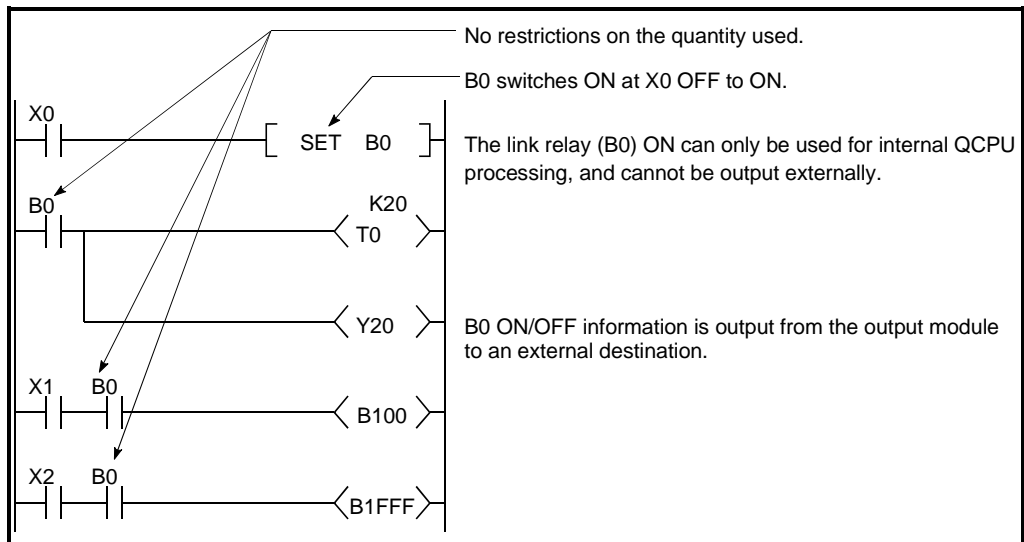 No restrictions on the quantity used.
B0 switches ON at X0 OFF to ON.
X0
SET B0
The link relay (B0) ON can only be used for internal QCPU
processing, and cannot be output externally.
B0
K20
T0
Y20
B0 ON/OFF information is output from the output module
to an external destination.
X1 B0
B100
X2 B0
B1FFF